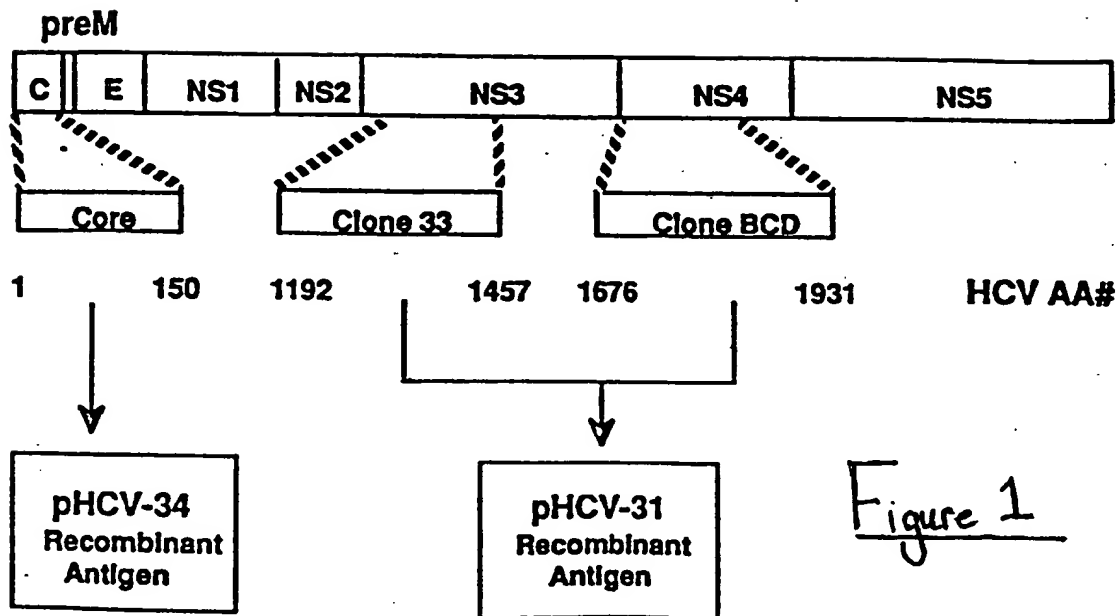 preM
C E NS1 NS2 NS3 NS4 NS5
Core Clone 33 Clone BCD
1 150 1192 1457 1676 1931 HCV AA#
pHCV-34
Recombinant
Antigen
pHCV-31
Recombinant
Antigen
Figure 1